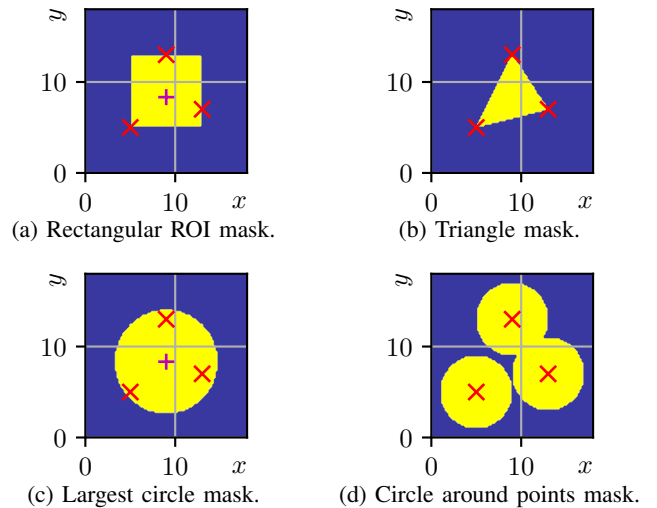 y
y
10
10
0
0
0
10
x
0
10
x
(a) Rectangular ROI mask.
(b) Triangle mask.
y
y
10
10
0
0
0
10
x
0
10
x
(c) Largest circle mask.
(d) Circle around points mask.